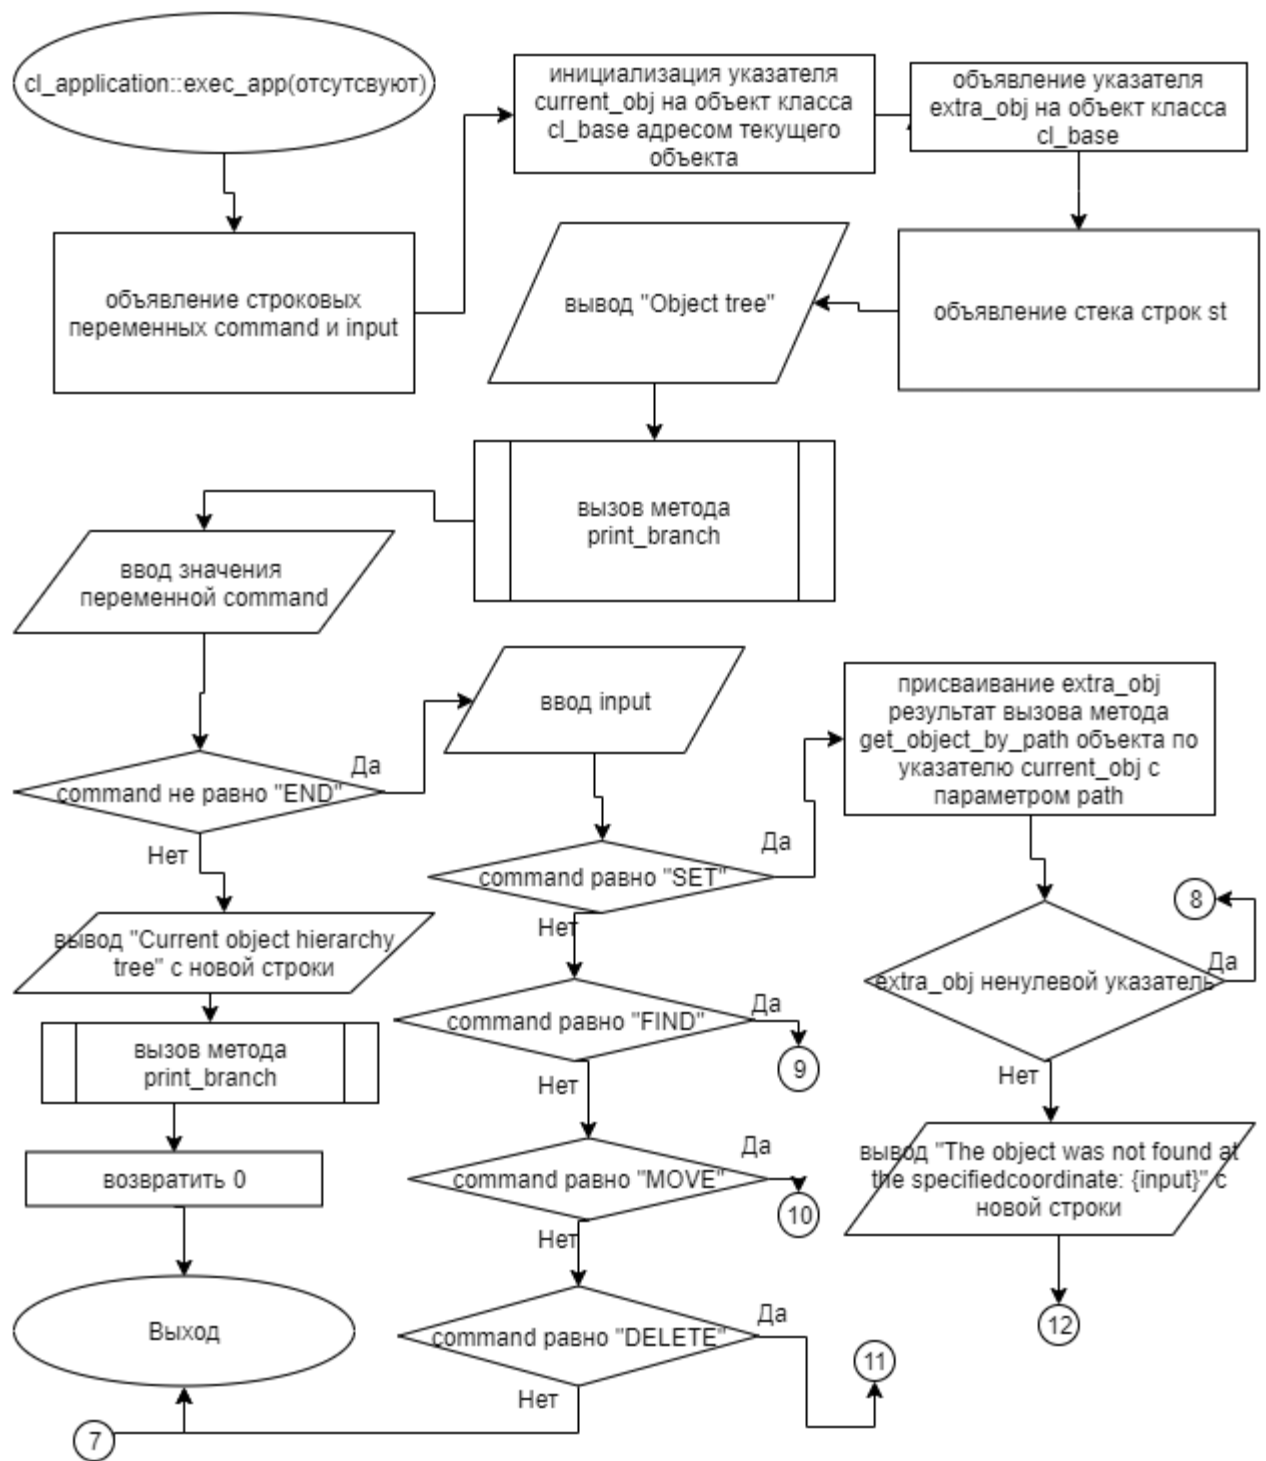 cl_application::exec_app(отсутсвуют)
инициализация указателя
current_obj на объект класса
cl_base адресом текущего
объекта
объявление указателя
extra_obj на объект класса
cl_base
объявление строковых
переменных command и input
вывод "Object tree"
объявление стека строк st
вызов метода
print_branch
ввод значения
переменной command
ввод input
присваивание extra_obj
результат вызова метода
get_object_by_path объекта по
указателю current_obj с
параметром path
Да
command не равно "END"
Нет
Да
command равно "SET"
Нет
8
Да
extra_obj ненулевой указатель
Нет
вывод "Current object hierarchy
tree" с новой строки
Да
command равно "FIND"
9
Нет
вызов метода
print_branch
возвратить 0
Да
command равно "MOVE"
10
Нет
вывод "The object was not found at
the specifiedcoordinate: {input}" с
новой строки
12
Выход
Да
command равно "DELETE"
11
Нет
7